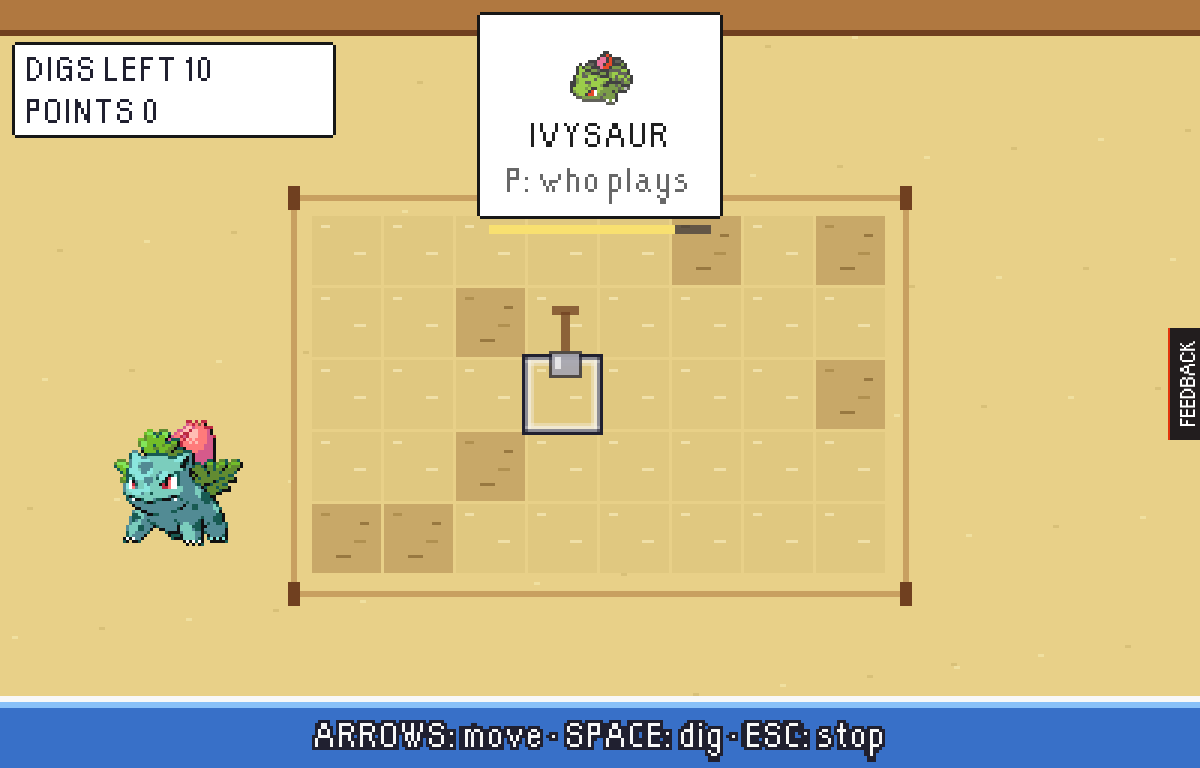 DIGS LEFT 10
POINTS 0
IVYSAUR
P: who plays
FEEDBACK
ARROWS: move · SPACE: dig · ESC: stop